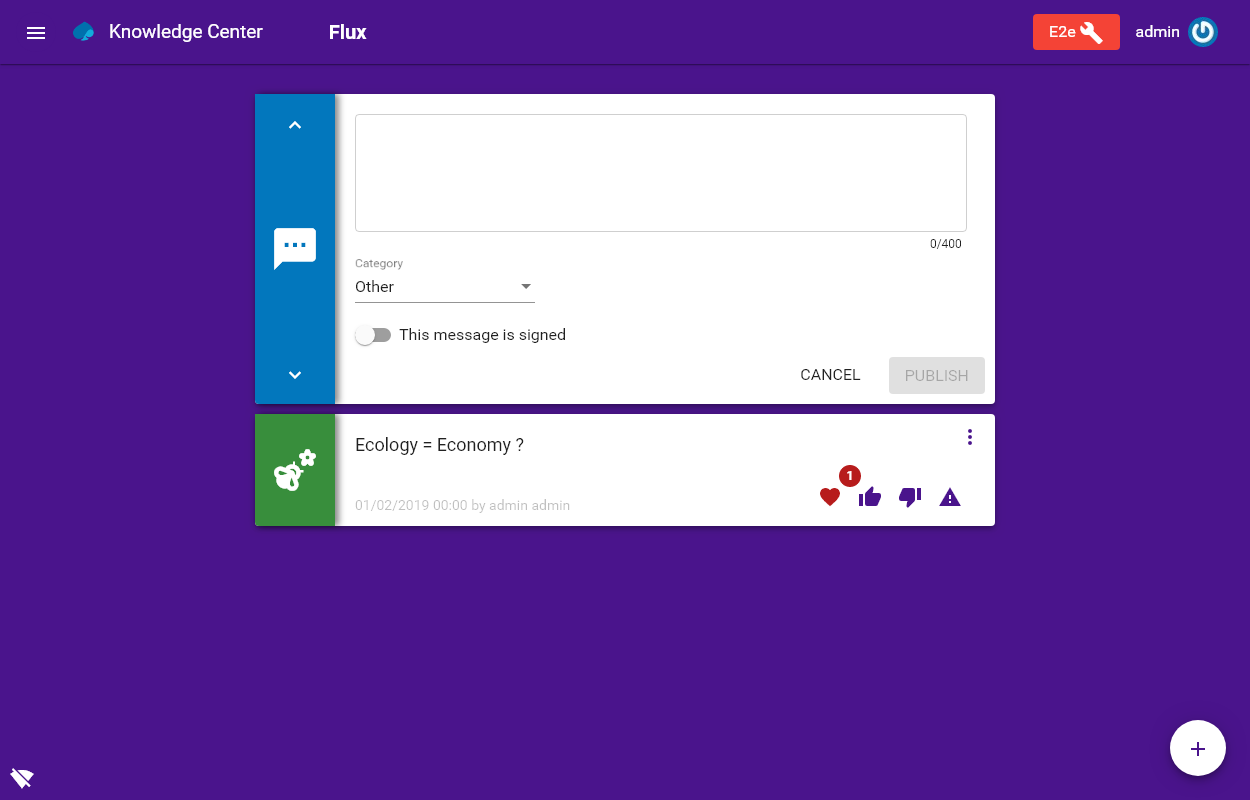 Knowledge Center
Flux
E2e
admin
0/400
Category
Other
This message is signed
CANCEL
PUBLISH
Ecology = Economy ?
1
01/02/2019 00:00 by admin admin